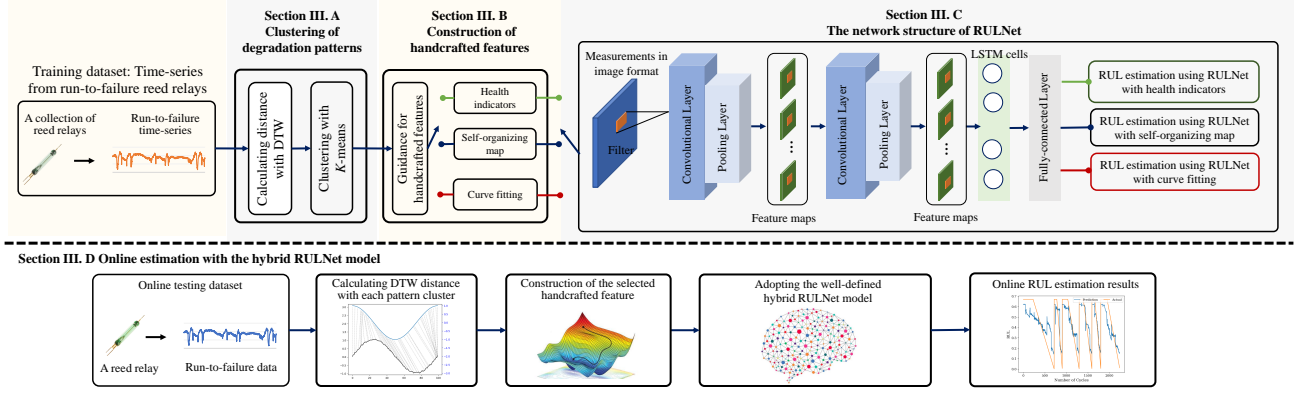 Section III. A
Clustering of
degradation patterns
Section III. B
Construction of
handcrafted features
Section III. C
The network structure of RULNet
Training dataset: Time-series
from run-to-failure reed relays
A collection of
reed relays
Run-to-failure
time-series
Calculating distance
with DTW
Clustering with
K-means
Guidance for
handcrafted features
Health
indicators
Self-organizing
map
Curve fitting
Measurements in
image format
Filter
Convolutional Layer
Pooling Layer
...
Feature maps
Convolutional Layer
Pooling Layer
...
Feature maps
LSTM cells
Fully-connected Layer
RUL estimation using RULNet
with health indicators
RUL estimation using RULNet
with self-organizing map
RUL estimation using RULNet
with curve fitting
Section III. D Online estimation with the hybrid RULNet model
Online testing dataset
A reed relay
Run-to-failure data
Calculating DTW distance
with each pattern cluster
Construction of the selected
handcrafted feature
Adopting the well-defined
hybrid RULNet model
Online RUL estimation results
Prediction
Actual
0 500 1000 1500 2000
Number of Cycles